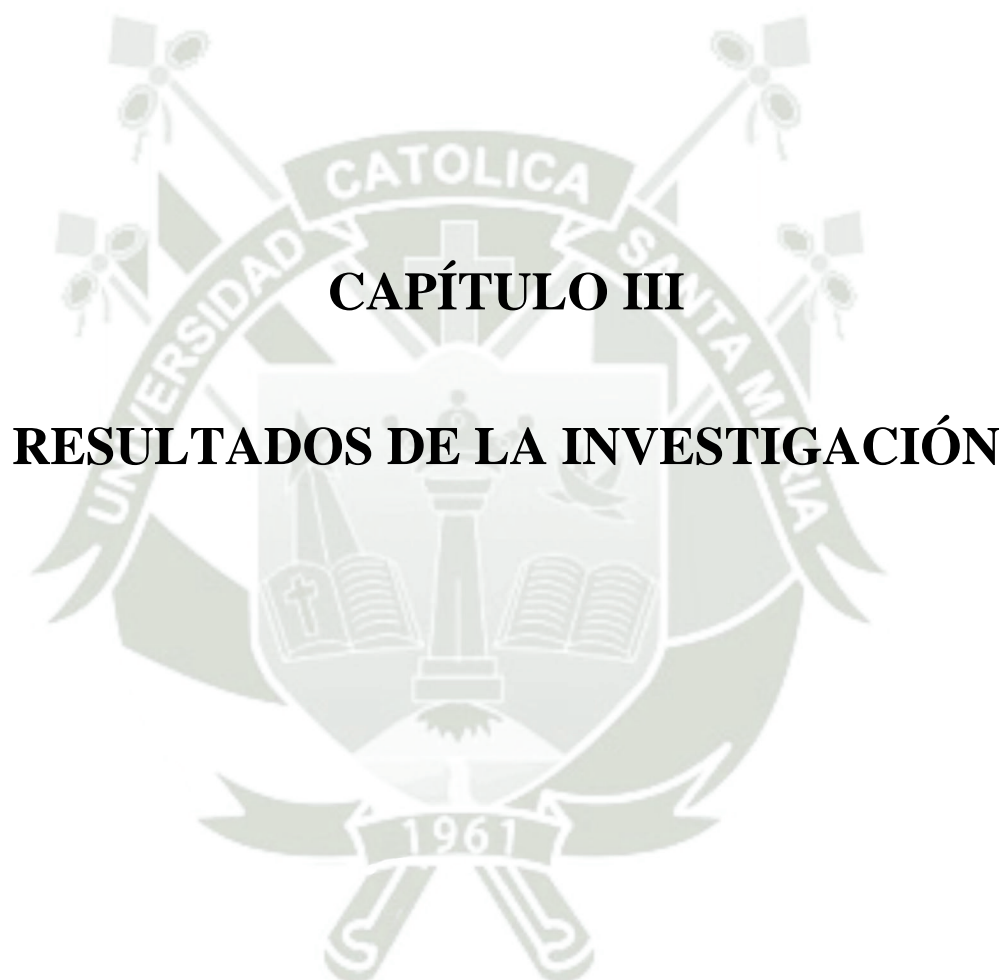 CATOLICA
UNIVERSIDAD
SANTA MARIA
CAPÍTULO III
RESULTADOS DE LA INVESTIGACIÓN
1961